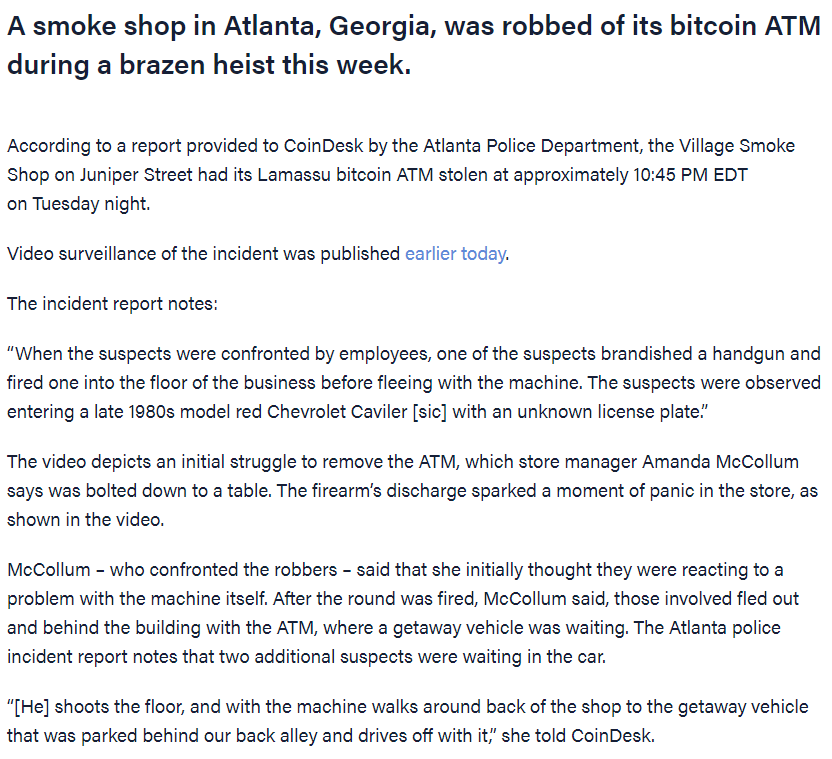 A smoke shop in Atlanta, Georgia, was robbed of its bitcoin ATM
during a brazen heist this week.
According to a report provided to CoinDesk by the Atlanta Police Department, the Village Smoke
Shop on Juniper Street had its Lamassu bitcoin ATM stolen at approximately 10:45 PM EDT
on Tuesday night.
Video surveillance of the incident was published earlier today.
The incident report notes:
“When the suspects were confronted by employees, one of the suspects brandished a handgun and
fired one into the floor of the business before fleeing with the machine. The suspects were observed
entering a late 1980s model red Chevrolet Caviler [sic] with an unknown license plate.”
The video depicts an initial struggle to remove the ATM, which store manager Amanda McCollum
says was bolted down to a table. The firearm’s discharge sparked a moment of panic in the store, as
shown in the video.
McCollum – who confronted the robbers – said that she initially thought they were reacting to a
problem with the machine itself. After the round was fired, McCollum said, those involved fled out
and behind the building with the ATM, where a getaway vehicle was waiting. The Atlanta police
incident report notes that two additional suspects were waiting in the car.
“[He] shoots the floor, and with the machine walks around back of the shop to the getaway vehicle
that was parked behind our back alley and drives off with it,” she told CoinDesk.